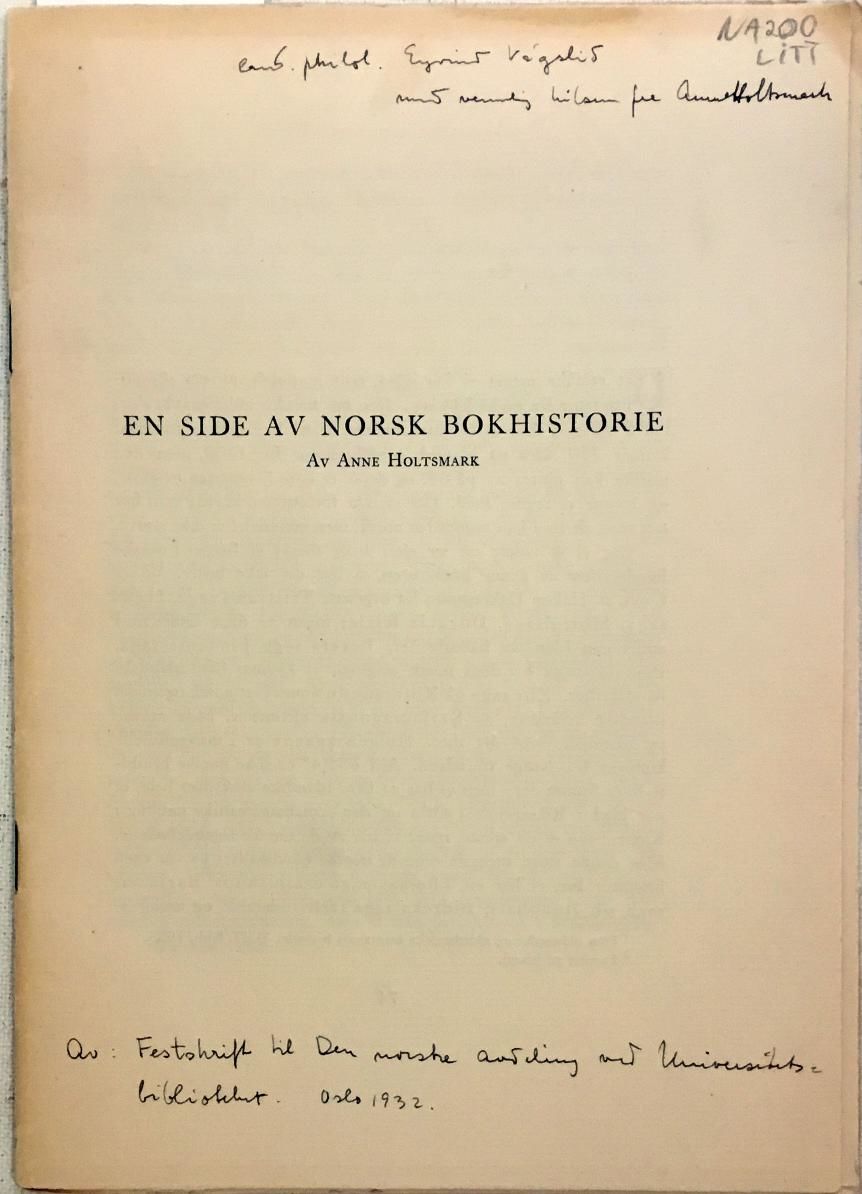 NA200
LITT
cand. philol. Eyvind Vágslid
med vennlig hilsen fra Anne Holtsmark
EN SIDE AV NORSK BOKHISTORIE
Av Anne Holtsmark
Av: Festskrift til Den norske avdeling ved Universitets=
biblioteket. Oslo 1932.